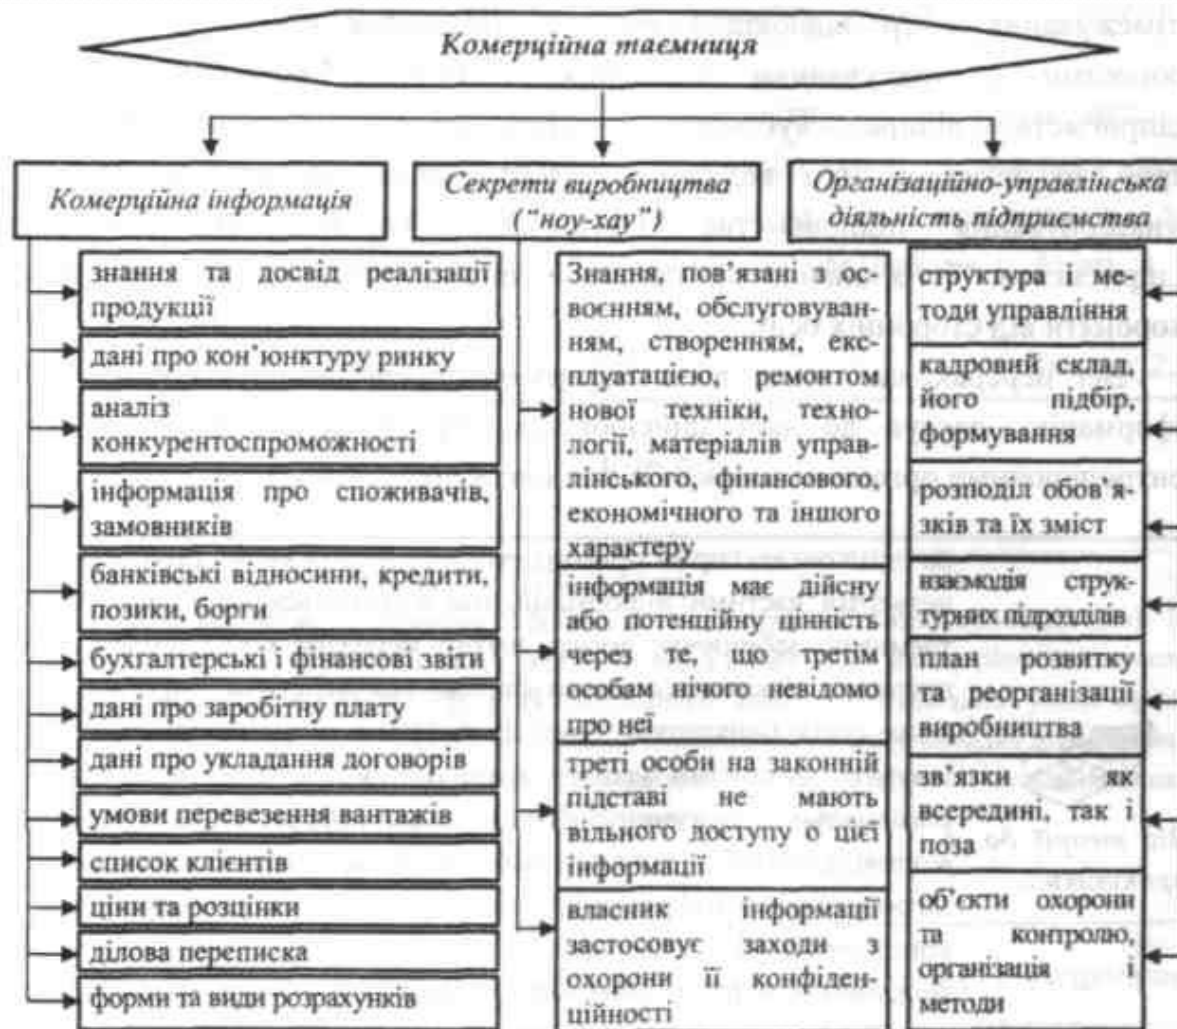 Комерційна таємниця
Комерційна інформація
знання та досвід реалізації
продукції
дані про кон’юнктуру ринку
аналіз
конкурентоспроможності
інформація про споживачів,
замовників
банківські відносини, кредити,
позики, борги
бухгалтерські і фінансові звіти
дані про заробітну плату
дані про укладання договорів
умови перевезення вантажів
список клієнтів
ціни та розцінки
ділова переписка
форми та види розрахунків
Секрети виробництва
(“ноу-хау”)
Знання, пов’язані з ос-
воєнням, обслуговуван-
ням, створенням, екс-
плуатацією, ремонтом
нової техніки, техно-
логії, матеріалів управ-
лінського, фінансового,
економічного та іншого
характеру
інформація має дійсну
або потенційну цінність
через те, що третім
особам нічого невідомо
про неї
треті особи на законній
підставі не мають
вільного доступу о цієї
інформації
власник інформації
застосовує заходи з
охорони її конфіден-
ційності
Організаційно-управлінська
діяльність підприємства
структура і ме-
тоди управління
кадровий склад,
його підбір,
формування
розподіл обов’я-
зків та їх зміст
взаємодія струк-
турних підрозділів
план розвитку
та реорганізації
виробництва
зв’язки як
всередині, так і
поза
об’єкти охорони
та контролю,
організація і
методи